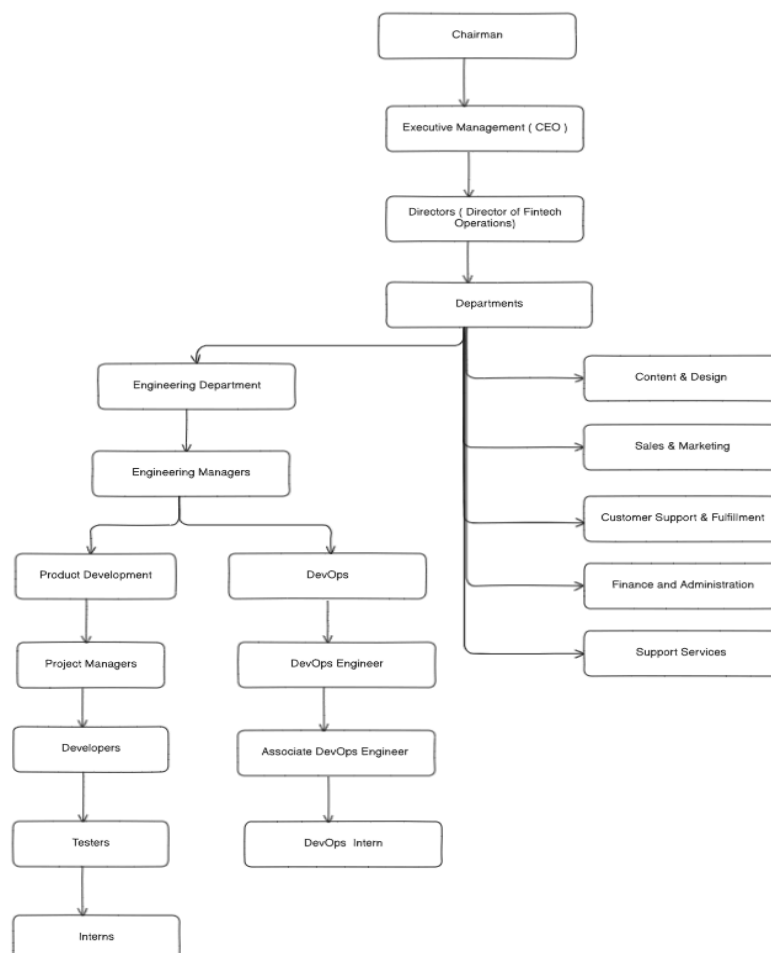 Chairman
Executive Management ( CEO )
Directors ( Director of Fintech
Operations)
Departments
Engineering Department
Content & Design
Engineering Managers
Sales & Marketing
Customer Support & Fulfillment
Product Development
DevOps
Finance and Administration
Project Managers
DevOps Engineer
Support Services
Developers
Associate DevOps Engineer
Testers
DevOps Intern
Interns